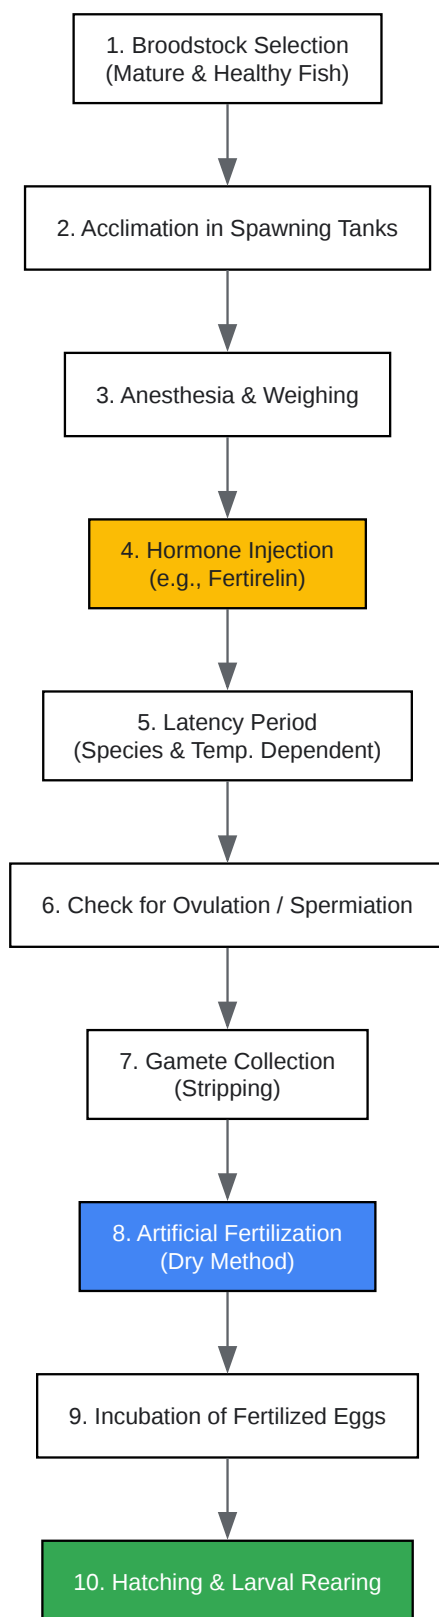 1. Broodstock Selection
(Mature & Healthy Fish)
2. Acclimation in Spawning Tanks
3. Anesthesia & Weighing
4. Hormone Injection
(e.g., Fertirelin)
5. Latency Period
(Species & Temp. Dependent)
6. Check for Ovulation / Spermiation
7. Gamete Collection
(Stripping)
8. Artificial Fertilization
(Dry Method)
9. Incubation of Fertilized Eggs
10. Hatching & Larval Rearing